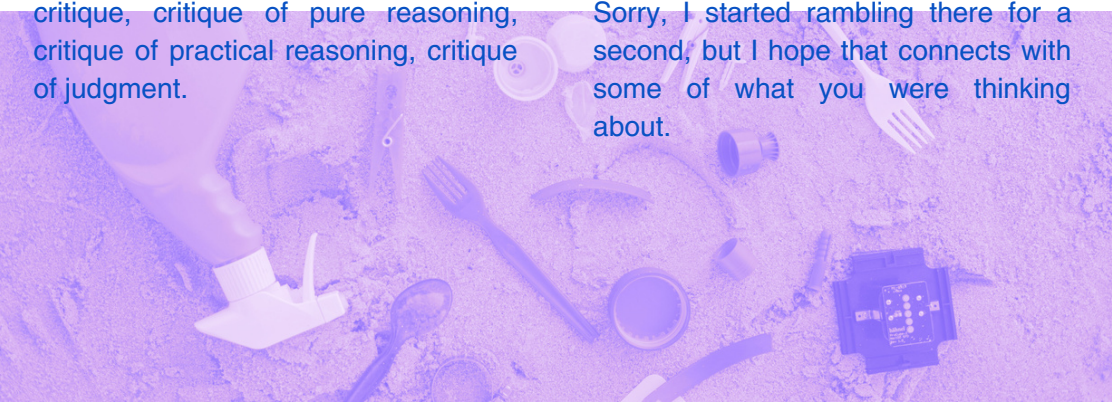 critique, critique of pure reasoning,
critique of practical reasoning, critique
of judgment.
Sorry, I started rambling there for a
second, but I hope that connects with
some of what you were thinking
about.